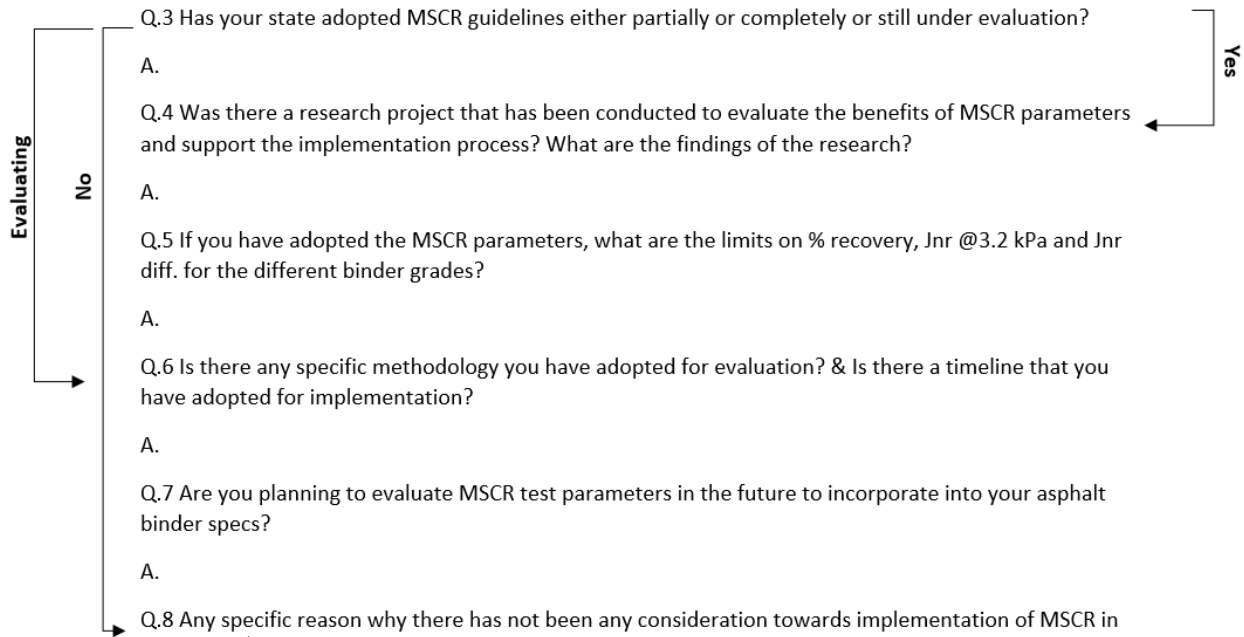 Q.3 Has your state adopted MSCR guidelines either partially or completely or still under evaluation?
Yes
A.
Q.4 Was there a research project that has been conducted to evaluate the benefits of MSCR parameters
and support the implementation process? What are the findings of the research?
Evaluating
No
A.
Q.5 If you have adopted the MSCR parameters, what are the limits on % recovery, Jnr @3.2 kPa and Jnr
diff. for the different binder grades?
A.
Q.6 Is there any specific methodology you have adopted for evaluation? & Is there a timeline that you
have adopted for implementation?
A.
Q.7 Are you planning to evaluate MSCR test parameters in the future to incorporate into your asphalt
binder specs?
A.
Q.8 Any specific reason why there has not been any consideration towards implementation of MSCR in